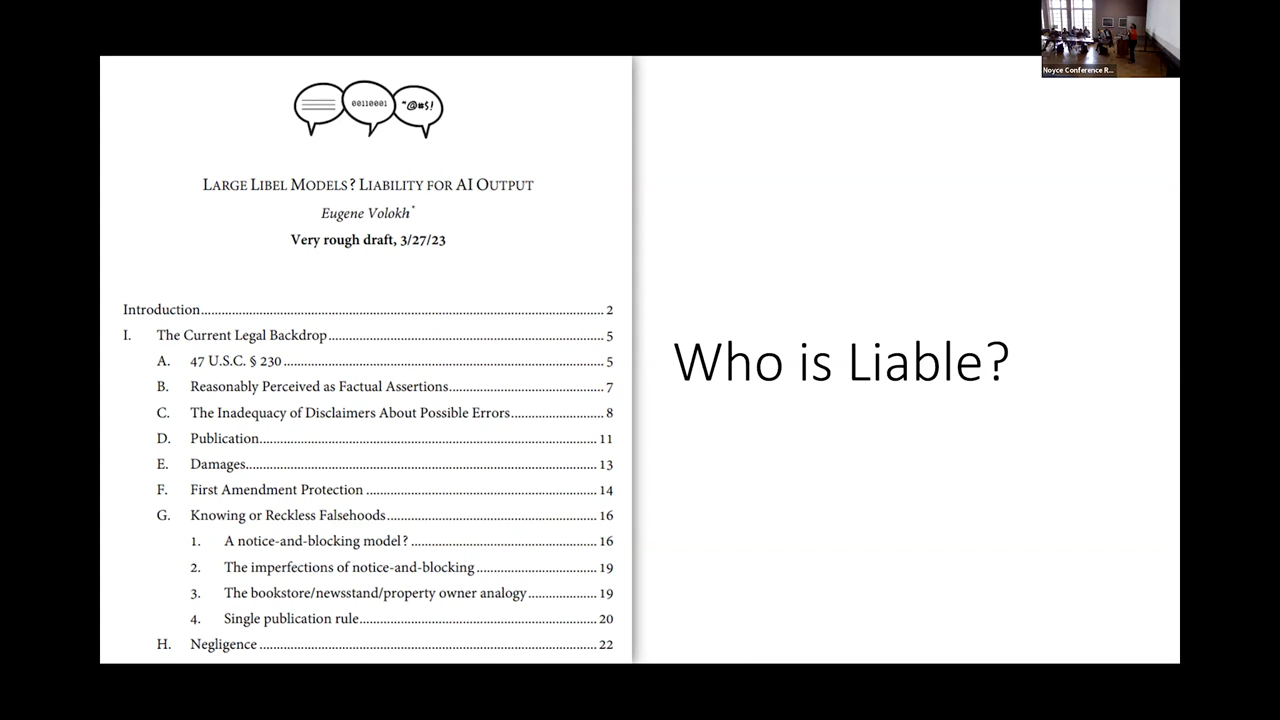 Noyce Conference R...
00110001
"@#$!
LARGE LIBEL MODELS? LIABILITY FOR AI OUTPUT
Eugene Volokh*
Very rough draft, 3/27/23
Introduction 2
I. The Current Legal Backdrop 5
A. 47 U.S.C. § 230 5
B. Reasonably Perceived as Factual Assertions 7
C. The Inadequacy of Disclaimers About Possible Errors 8
D. Publication 11
E. Damages 13
F. First Amendment Protection 14
G. Knowing or Reckless Falsehoods 16
1. A notice-and-blocking model? 16
2. The imperfections of notice-and-blocking 19
3. The bookstore/newsstand/property owner analogy 19
4. Single publication rule 20
H. Negligence 22
Who is Liable?